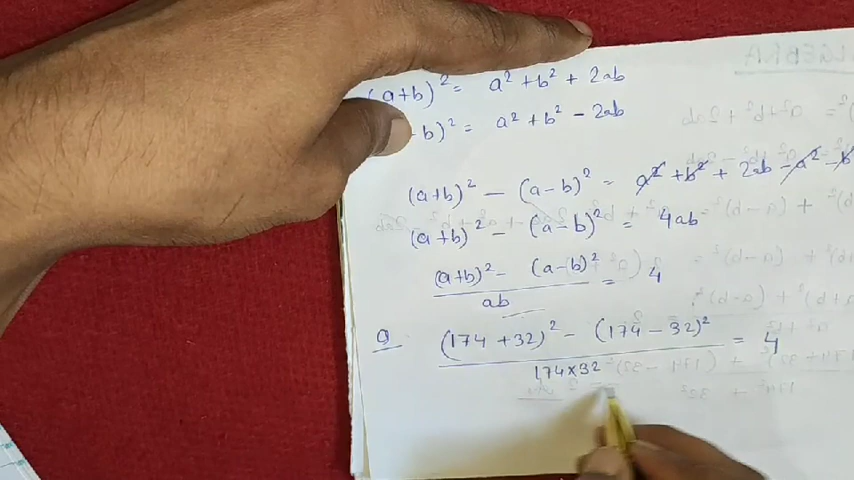 (a+b)² = a² + b² + 2ab
-b)² = a² + b² - 2ab
(a+b)² - (a-b)² = a² + b² + 2ab - a² - b
(a+b)² - (a-b)² = 4ab
(a+b)² - (a-b)² / ab = 4
Q (174 + 32)² - (174 - 32)² / 174×32 = 4